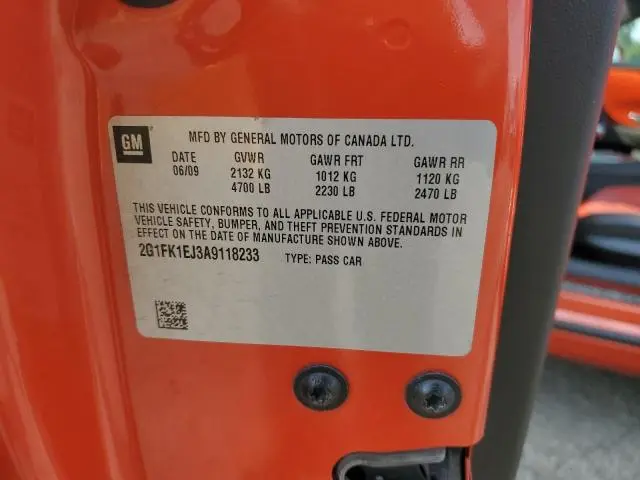 GM
MFD BY GENERAL MOTORS OF CANADA LTD.
DATE GVWR GAWR FRT GAWR RR
06/09 2132 KG 1012 KG 1120 KG
4700 LB 2230 LB 2470 LB
THIS VEHICLE CONFORMS TO ALL APPLICABLE U.S. FEDERAL MOTOR
VEHICLE SAFETY, BUMPER, AND THEFT PREVENTION STANDARDS IN
EFFECT ON THE DATE OF MANUFACTURE SHOWN ABOVE.
2G1FK1EJ3A9118233 TYPE: PASS CAR